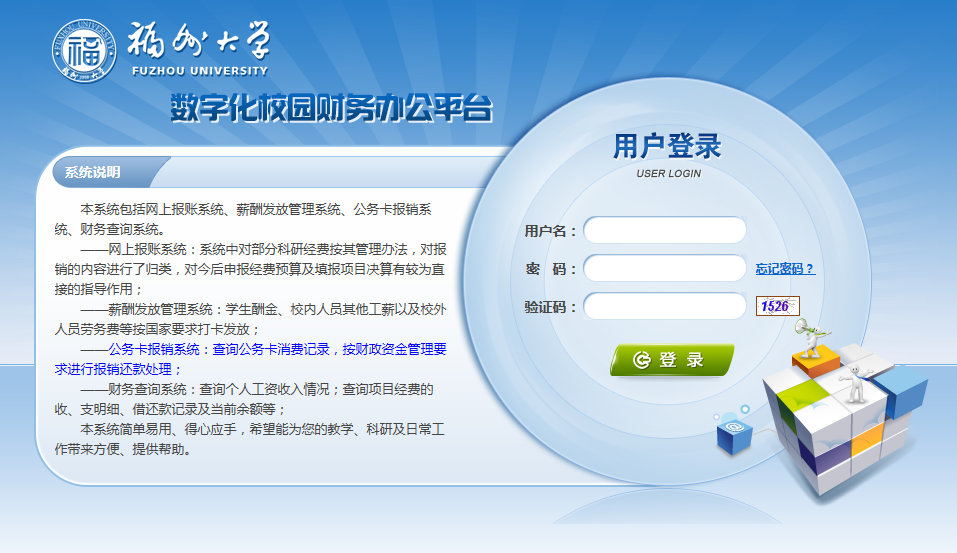 福州大学
FUZHOU UNIVERSITY
数字化校园财务办公平台
系统说明
本系统包括网上报账系统、薪酬发放管理系统、公务卡报销系
统、财务查询系统。
——网上报账系统：系统中对部分科研经费按其管理办法，对报
销的内容进行了归类，对今后申报经费预算及填报项目决算有较为直
接的指导作用；
——薪酬发放管理系统：学生酬金、校内人员其他工薪以及校外
人员劳务费等按国家要求打卡发放；
——公务卡报销系统：查询公务卡消费记录，按财政资金管理要
求进行报销还款处理；
——财务查询系统：查询个人工资收入情况；查询项目经费的
收、支明细、借还款记录及当前余额等；
本系统简单易用、得心应手，希望能为您的教学、科研及日常工
作带来方便、提供帮助。
用户登录
USER LOGIN
用户名：
密 码：
忘记密码？
验证码：
1526
登 录